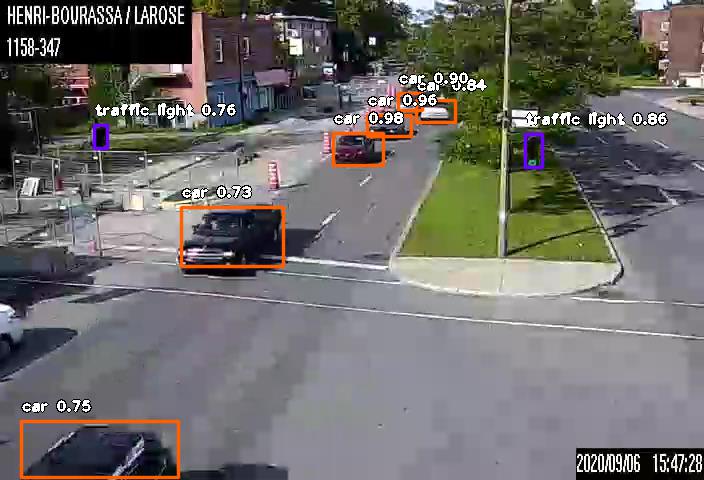 HENRI-BOURASSA / LAROSE
1158-347
car 0.90
car 0.84
car 0.96
traffic light 0.76
car 0.98
traffic light 0.86
car 0.73
car 0.75
2020/09/06 15:47:28